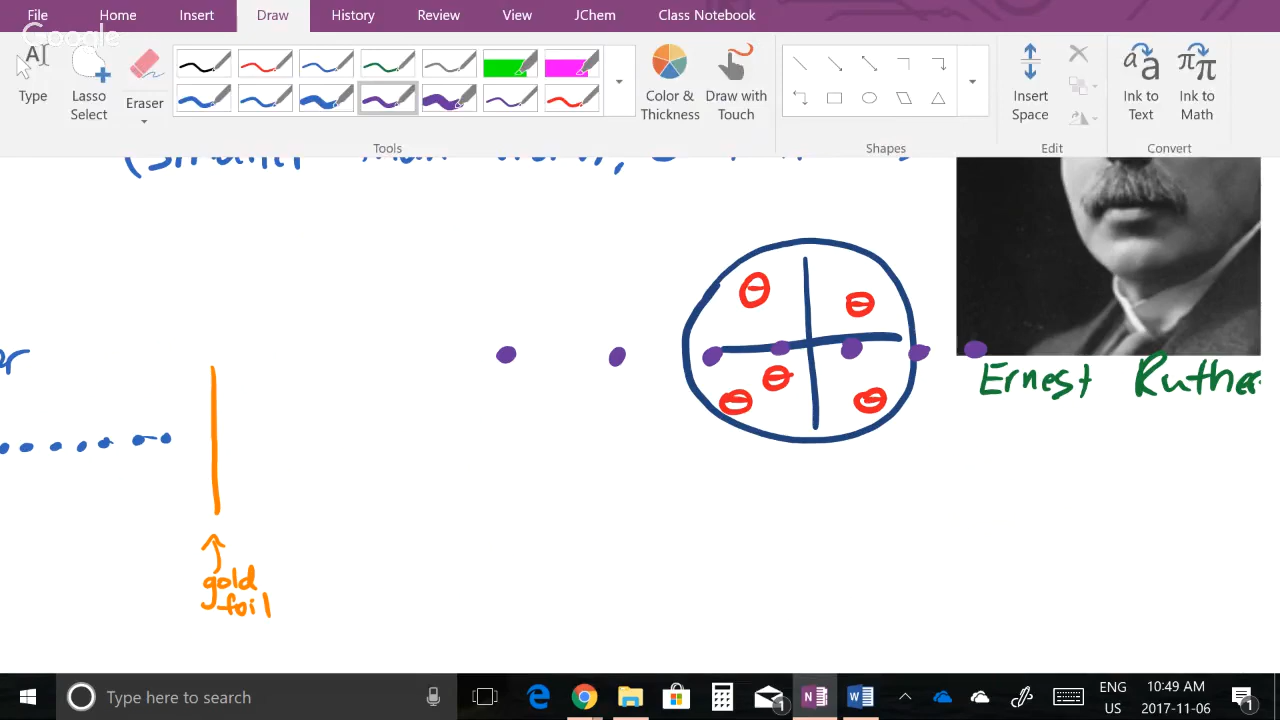 File Home Insert Draw History Review View JChem Class Notebook
Google
Type
Lasso
Select
Eraser
Color &
Thickness
Draw with
Touch
Insert
Space
Ink to
Text
Ink to
Math
Tools
Shapes
Edit
Convert
Ernest Ruther
gold
foil
Type here to search
ENG
US
10:49 AM
2017-11-06